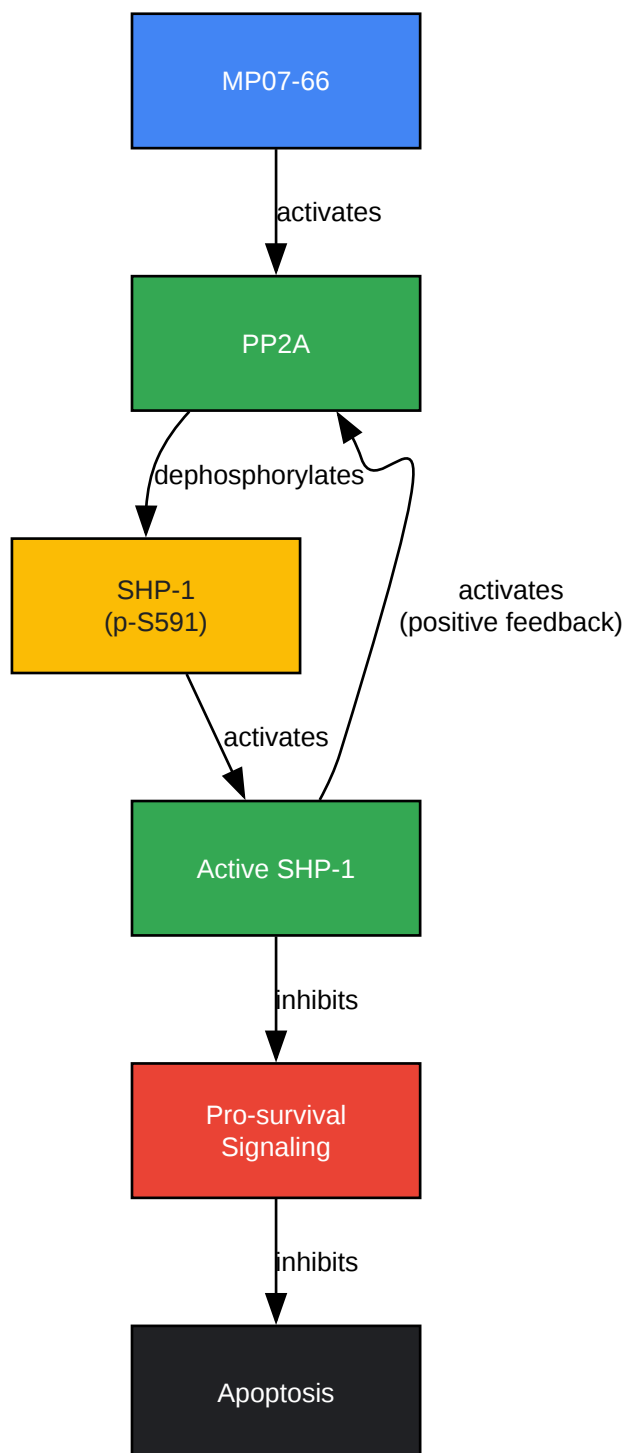 MP07-66
activates
PP2A
dephosphorylates
SHP-1
(p-S591)
activates
(positive feedback)
activates
Active SHP-1
inhibits
Pro-survival
Signaling
inhibits
Apoptosis